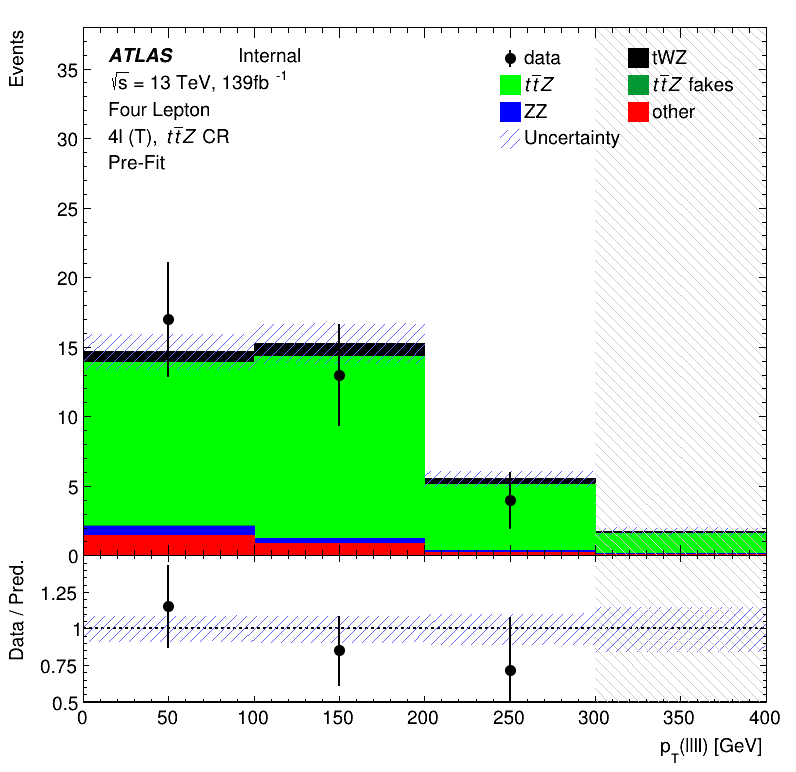 Events
ATLAS Internal
√s = 13 TeV, 139fb⁻¹
Four Lepton
4l (T), tt̄Z CR
Pre-Fit
data
tt̄Z
ZZ
Uncertainty
tWZ
tt̄Z fakes
other
35
30
25
20
15
10
5
0
Data / Pred.
1.25
1
0.75
0.5
0 50 100 150 200 250 300 350 400
p_T(llll) [GeV]